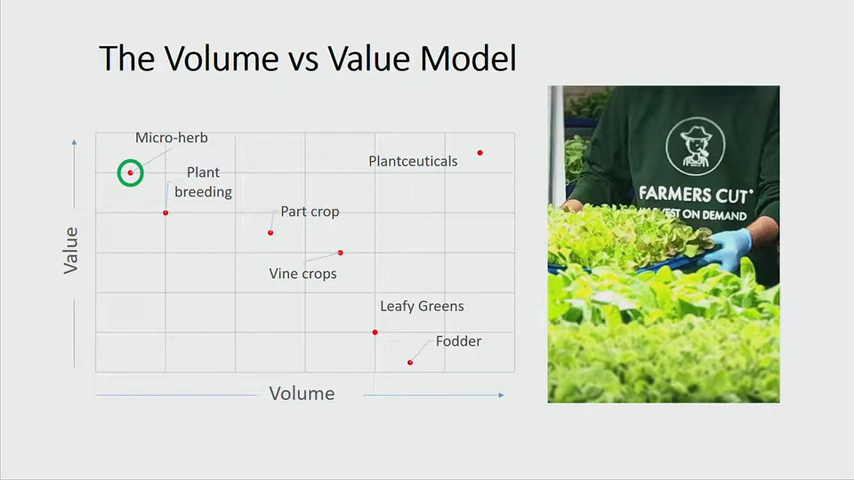 The Volume vs Value Model
Micro-herb
Plant
breeding
Plantceuticals
Part crop
Vine crops
Leafy Greens
Fodder
Value
Volume
FARMERS CUT
HARVEST ON DEMAND